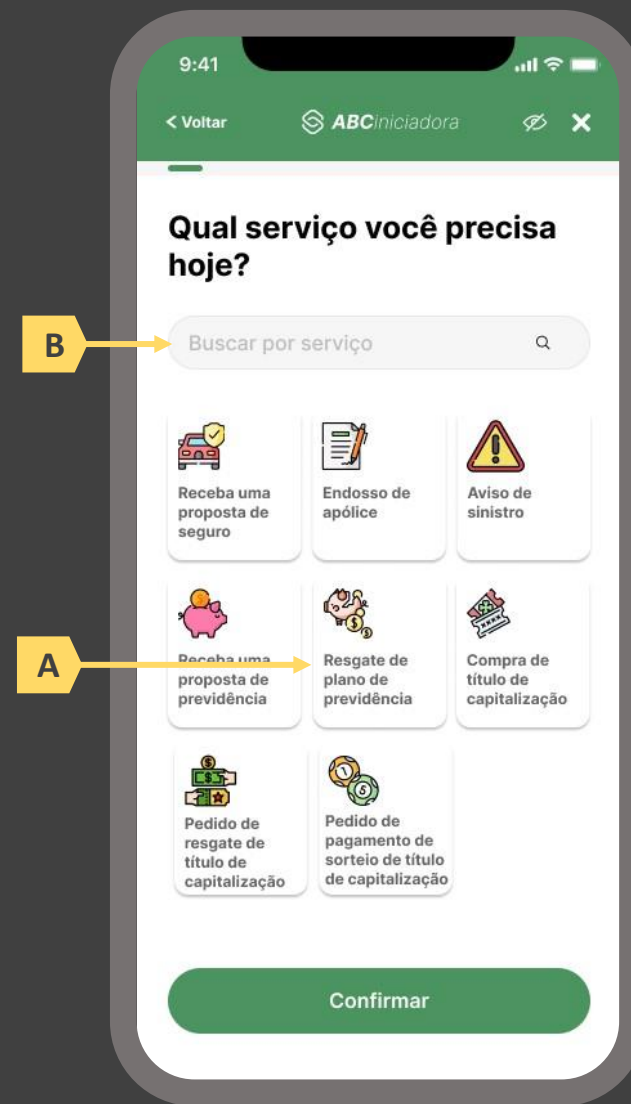 9:41
< Voltar
ABCiniciadora
Qual serviço você precisa
hoje?
B
Buscar por serviço
Receba uma
proposta de
seguro
Endosso de
apólice
Aviso de
sinistro
A
Receba uma
proposta de
previdência
Resgate de
plano de
previdência
Compra de
título de
capitalização
Pedido de
resgate de
título de
capitalização
Pedido de
pagamento de
sorteio de título
de capitalização
Confirmar